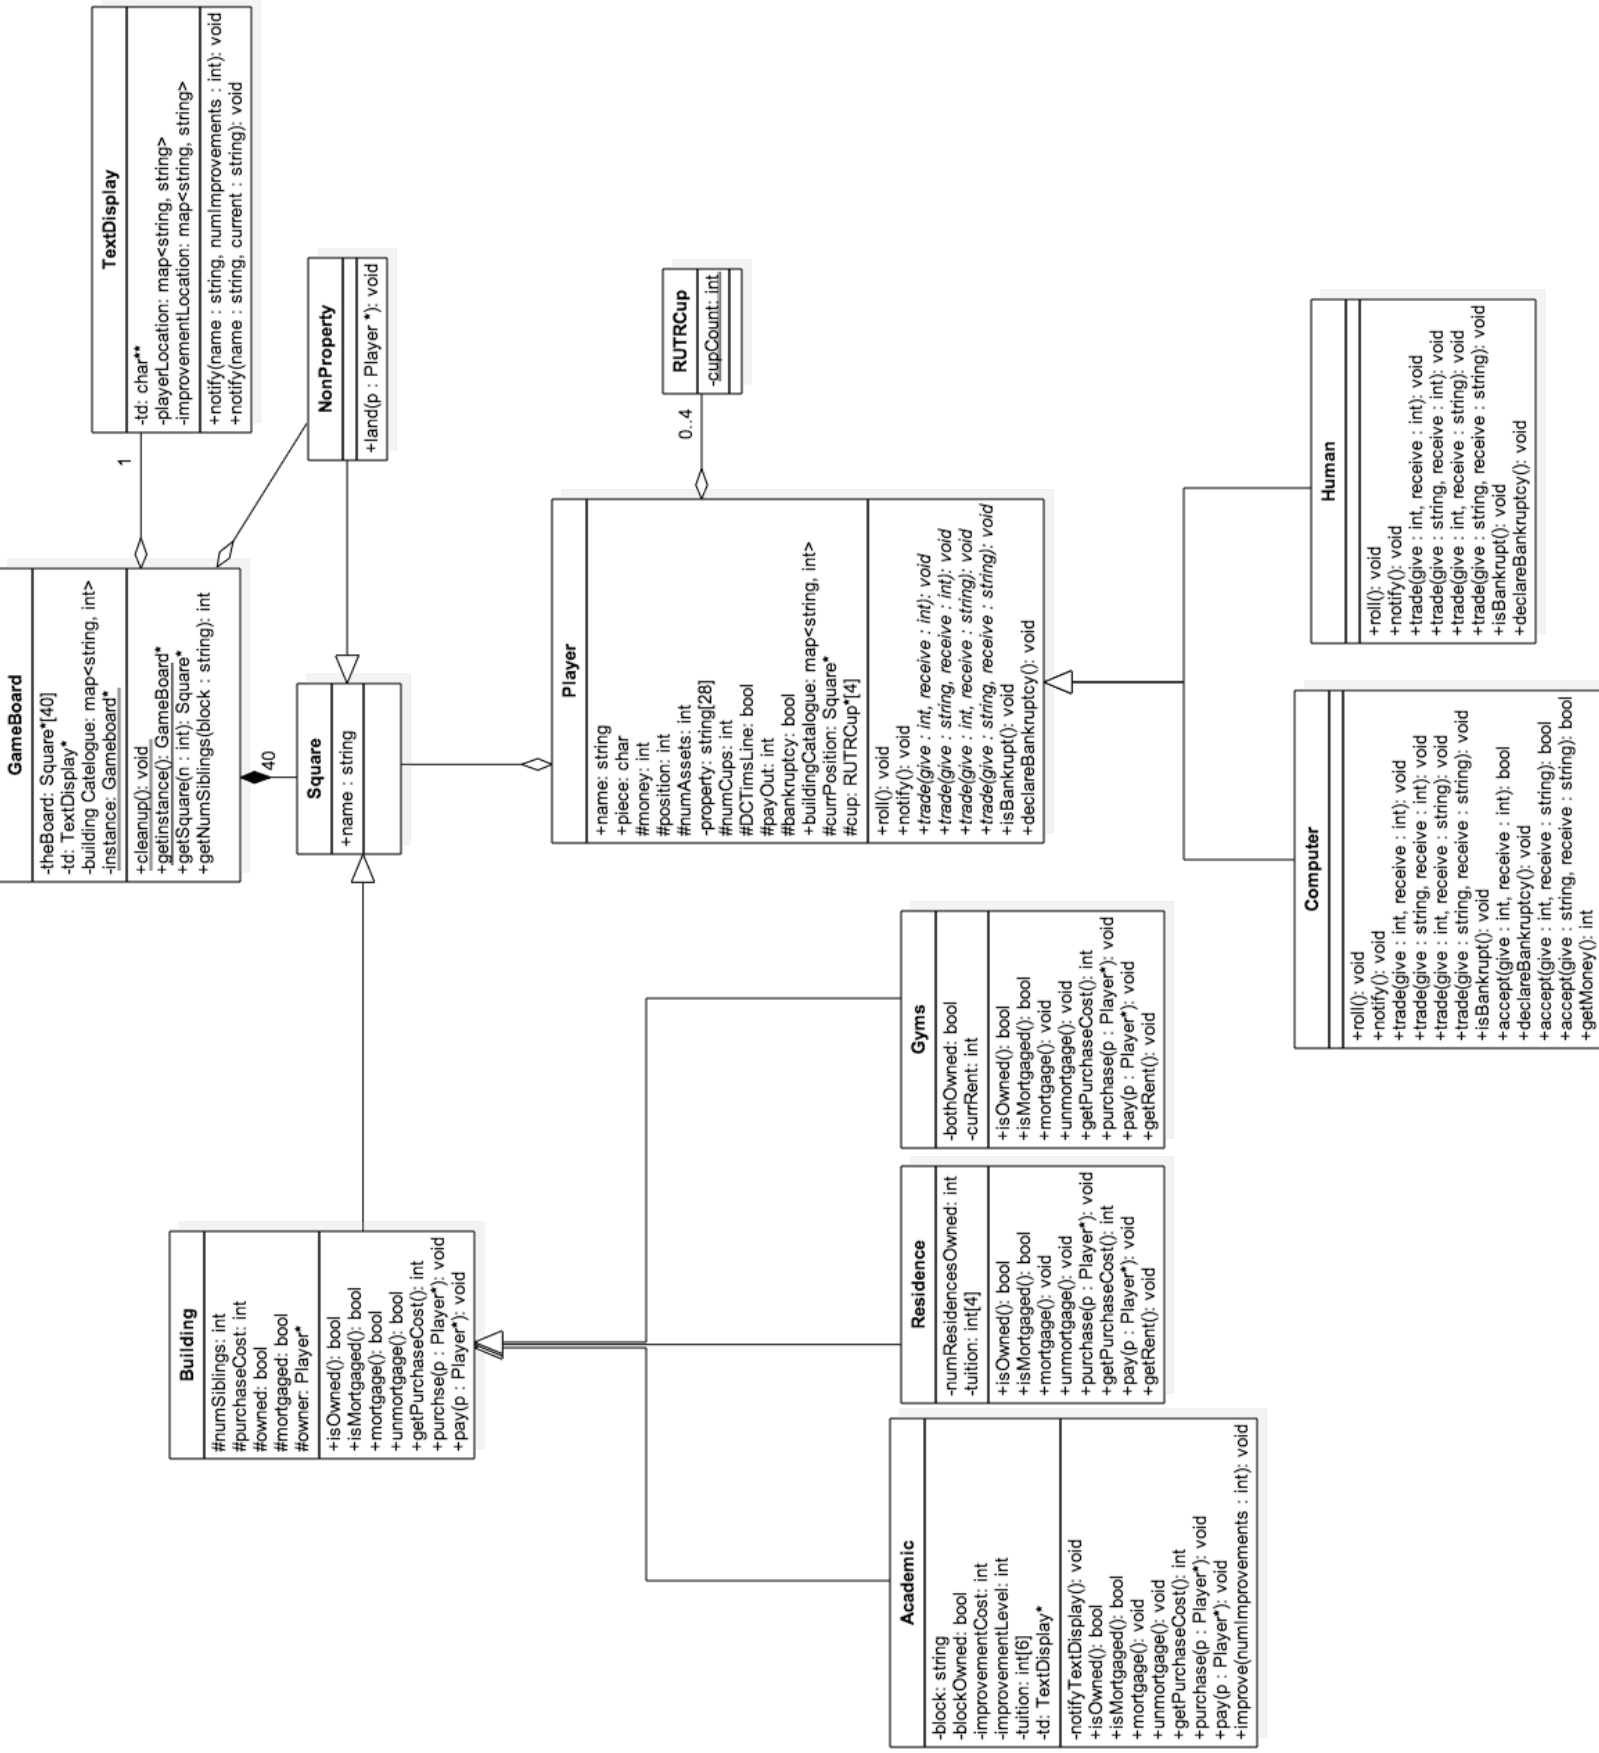 GameBoard
-theBoard: Square*[40]
-td: TextDisplay*
-building Catelogue: map<string, int>
-instance: Gameboard*
+cleanup(): void
+getinstance(): GameBoard*
+getSquare(n : int): Square*
+getNumSiblings(block : string): int
1
TextDisplay
-td: char**
-playerLocation: map<string, string>
-improvementLocation: map<string, string>
+notify(name : string, numImprovements : int): void
+notify(name : string, current : string): void
40
Square
+name : string
NonProperty
+land(p : Player *): void
Building
#numSiblings: int
#purchaseCost: int
#owned: bool
#mortgaged: bool
#owner: Player*
+isOwned(): bool
+isMortgaged(): bool
+mortgage(): bool
+unmortgage(): bool
+getPurchaseCost(): int
+purchse(p : Player*): void
+pay(p : Player*): void
Player
+name: string
+piece: char
#money: int
#position: int
#numAssets: int
-property: string[28]
#numCups: int
#DCTimsLine: bool
#payOut: int
#bankruptcy: bool
+buildingCatalogue: map<string, int>
#currPosition: Square*
#cup: RUTRCup*[4]
+roll(): void
+notify(): void
+trade(give : int, receive : int): void
+trade(give : string, receive : int): void
+trade(give : int, receive : string): void
+trade(give : string, receive : string): void
+isBankrupt(): void
+declareBankruptcy(): void
0..4
RUTRCup
-cupCount: int
Academic
-block: string
-blockOwned: bool
-improvementCost: int
-improvementLevel: int
-tuition: int[6]
-td: TextDisplay*
-notifyTextDisplay(): void
+isOwned(): bool
+isMortgaged(): bool
+mortgage(): void
+unmortgage(): void
+getPurchaseCost(): int
+purchase(p : Player*): void
+pay(p : Player*): void
+improve(numImprovements : int): void
Residence
-numResidencesOwned: int
-tuition: int[4]
+isOwned(): bool
+isMortgaged(): bool
+mortgage(): void
+unmortgage(): void
+purchase(p : Player*): void
+getPurchaseCost(): int
+pay(p : Player*): void
+getRent(): void
Gyms
-bothOwned: bool
-currRent: int
+isOwned(): bool
+isMortgaged(): bool
+mortgage(): void
+unmortgage(): void
+getPurchaseCost(): int
+purchase(p : Player*): void
+pay(p : Player*): void
+getRent(): void
Computer
+roll(): void
+notify(): void
+trade(give : int, receive : int): void
+trade(give : string, receive : int): void
+trade(give : int, receive : string): void
+trade(give : string, receive : string): void
+isBankrupt(): void
+accept(give : int, receive : int): bool
+declareBankruptcy(): void
+accept(give : int, receive : string): bool
+accept(give : string, receive : string): bool
+getMoney(): int
Human
+roll(): void
+notify(): void
+trade(give : int, receive : int): void
+trade(give : string, receive : int): void
+trade(give : int, receive : string): void
+trade(give : string, receive : string): void
+isBankrupt(): void
+declareBankruptcy(): void